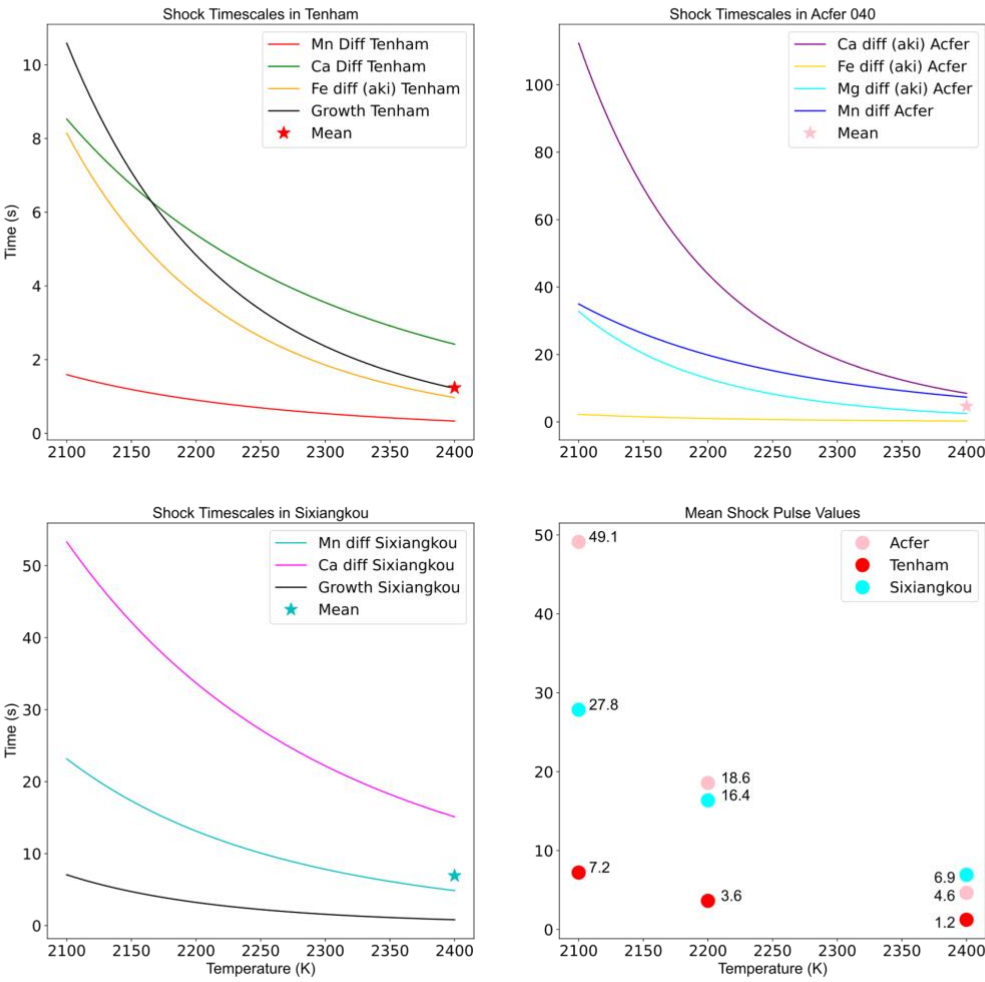 Shock Timescales in Tenham
Mn Diff Tenham
Ca Diff Tenham
Fe diff (aki) Tenham
Growth Tenham
Mean
Time (s)
10
8
6
4
2
0
2100 2150 2200 2250 2300 2350 2400
Shock Timescales in Acfer 040
Ca diff (aki) Acfer
Fe diff (aki) Acfer
Mg diff (aki) Acfer
Mn diff Acfer
Mean
100
80
60
40
20
0
2100 2150 2200 2250 2300 2350 2400
Shock Timescales in Sixiangkou
Mn diff Sixiangkou
Ca diff Sixiangkou
Growth Sixiangkou
Mean
Time (s)
50
40
30
20
10
0
2100 2150 2200 2250 2300 2350 2400
Temperature (K)
Mean Shock Pulse Values
Acfer
Tenham
Sixiangkou
50
40
30
20
10
0
49.1
27.8
18.6
16.4
7.2
3.6
6.9
4.6
1.2
2100 2150 2200 2250 2300 2350 2400
Temperature (K)